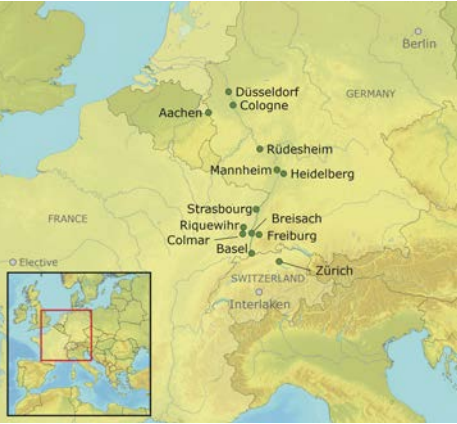 Berlin
Düsseldorf
GERMANY
Cologne
Aachen
Rüdesheim
Mannheim
Heidelberg
Strasbourg
FRANCE
Riquewihr
Breisach
Colmar
Freiburg
Basel
Elective
Zürich
SWITZERLAND
Interlaken